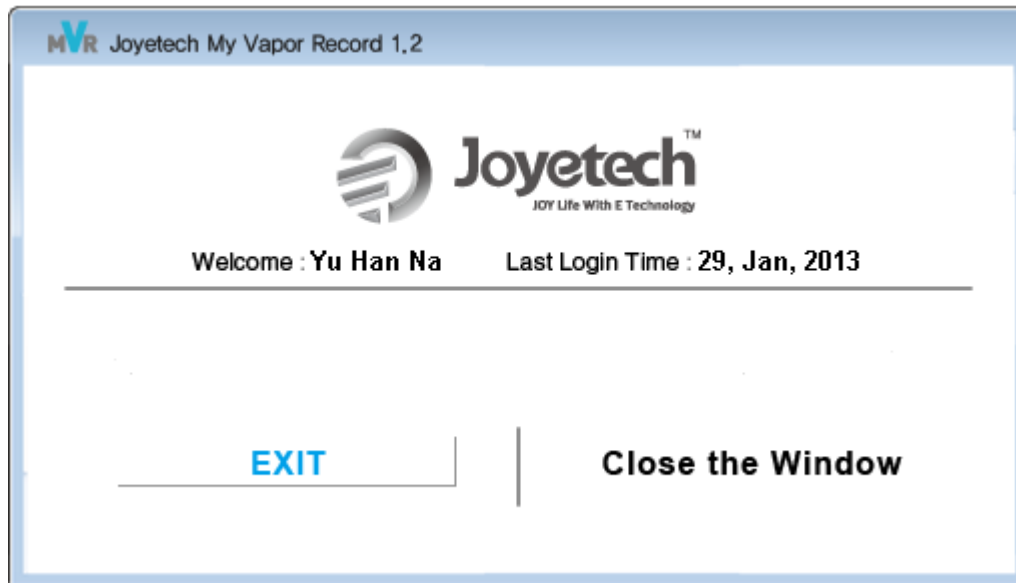 MVR Joyetech My Vapor Record 1.2
Joyetech™
JOY Life With E Technology
Welcome : Yu Han Na Last Login Time : 29, Jan, 2013
EXIT Close the Window